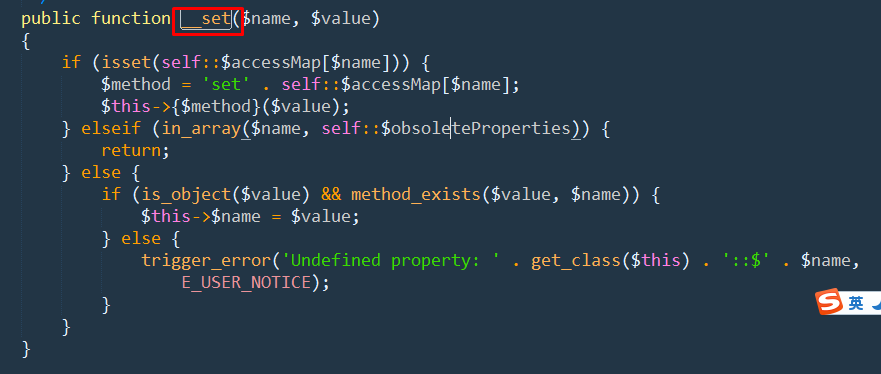 public function __set($name, $value)
{
    if (isset(self::$accessMap[$name])) {
        $method = 'set' . self::$accessMap[$name];
        $this->{$method}($value);
    } elseif (in_array($name, self::$obsoleteProperties)) {
        return;
    } else {
        if (is_object($value) && method_exists($value, $name)) {
            $this->$name = $value;
        } else {
            trigger_error('Undefined property: ' . get_class($this) . '::$' . $name,
                E_USER_NOTICE);
        }
    }
}
S 英